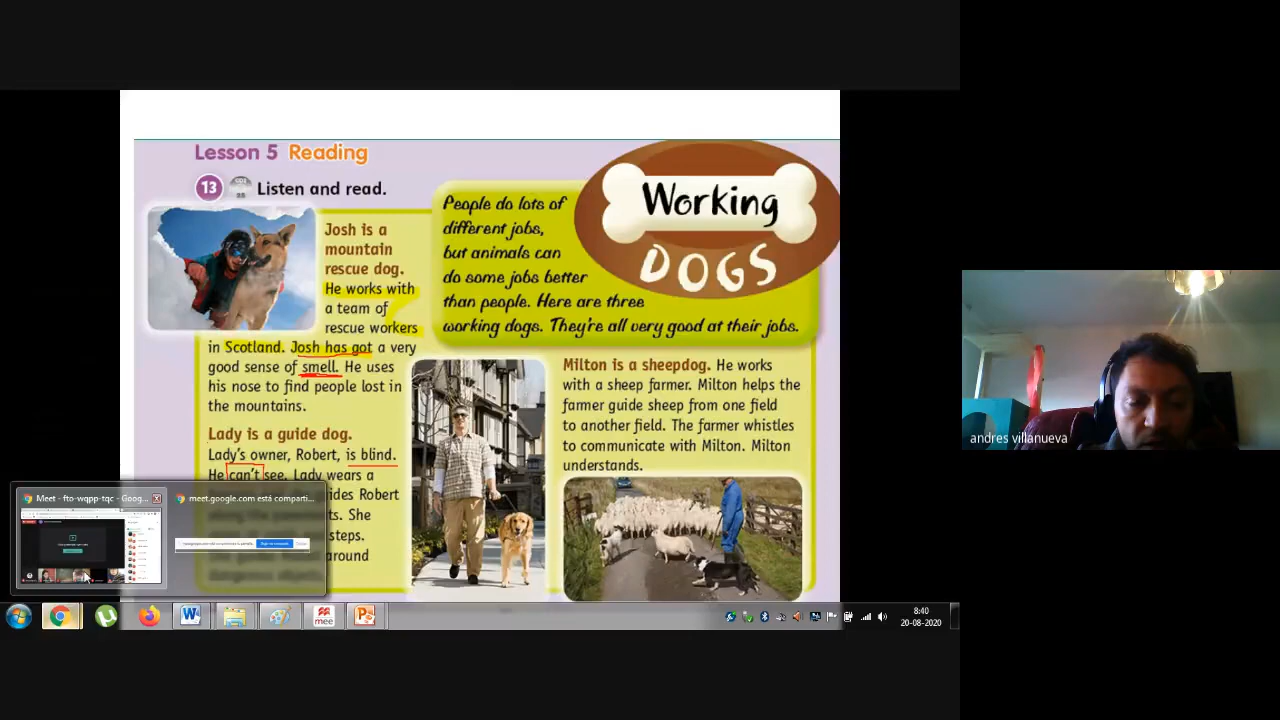 Lesson 5 Reading
13 Listen and read.
Working
DOGS
People do lots of
different jobs,
but animals can
do some jobs better
than people. Here are three
working dogs. They're all very good at their jobs.
Josh is a
mountain
rescue dog.
He works with
a team of
rescue workers
in Scotland. Josh has got a very
good sense of smell. He uses
his nose to find people lost in
the mountains.
Lady is a guide dog.
Lady's owner, Robert, is blind.
He can't see. Lady wears a
ides Robert
ts. She
steps.
around
Milton is a sheepdog. He works
with a sheep farmer. Milton helps the
farmer guide sheep from one field
to another field. The farmer whistles
to communicate with Milton. Milton
understands.
Meet - fto-wqpp-tqc - Goog...
meet.google.com está comparti...
mee
8:40
20-08-2020
andres villanueva